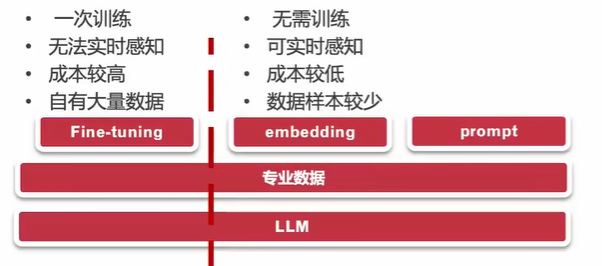 • 一次训练
• 无法实时感知
• 成本较高
• 自有大量数据
• 无需训练
• 可实时感知
• 成本较低
• 数据样本较少
Fine-tuning
embedding
prompt
专业数据
LLM